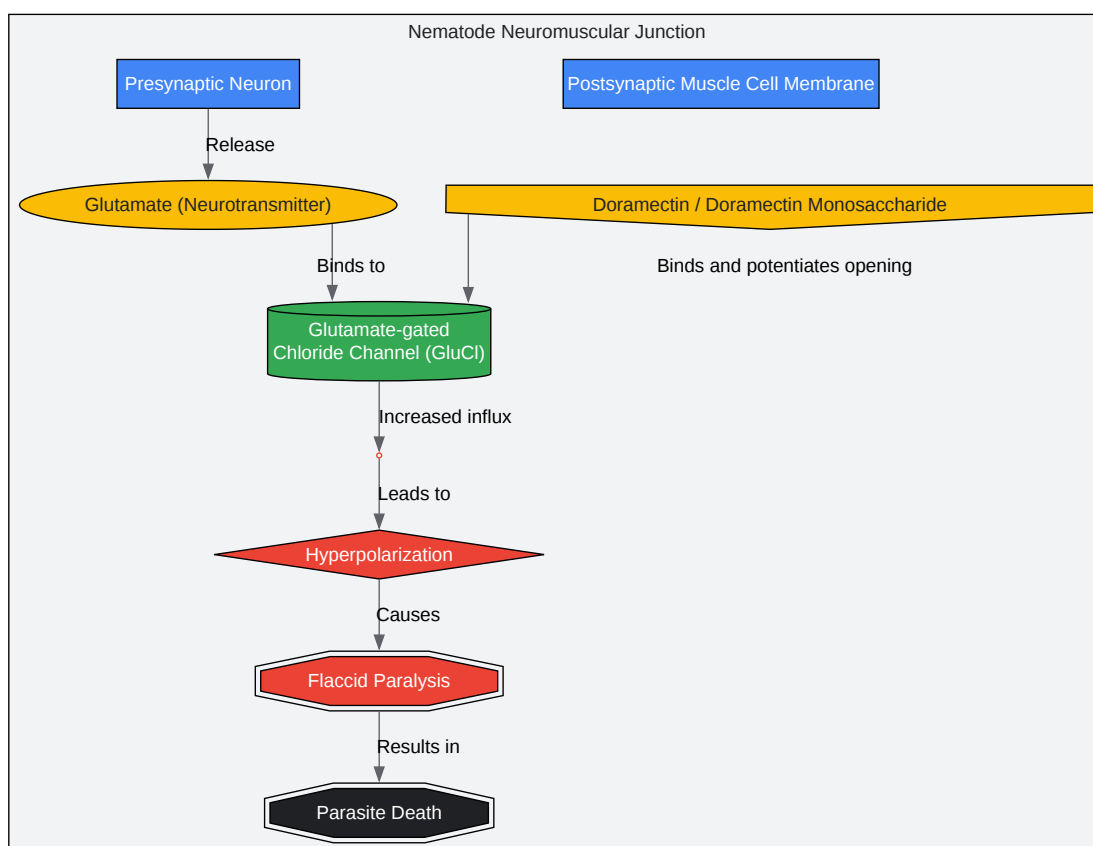 Nematode Neuromuscular Junction
Presynaptic Neuron
Postsynaptic Muscle Cell Membrane
Release
Glutamate (Neurotransmitter)
Doramectin / Doramectin Monosaccharide
Binds to
Binds and potentiates opening
Glutamate-gated
Chloride Channel (GluCl)
Increased influx
Leads to
Hyperpolarization
Causes
Flaccid Paralysis
Results in
Parasite Death